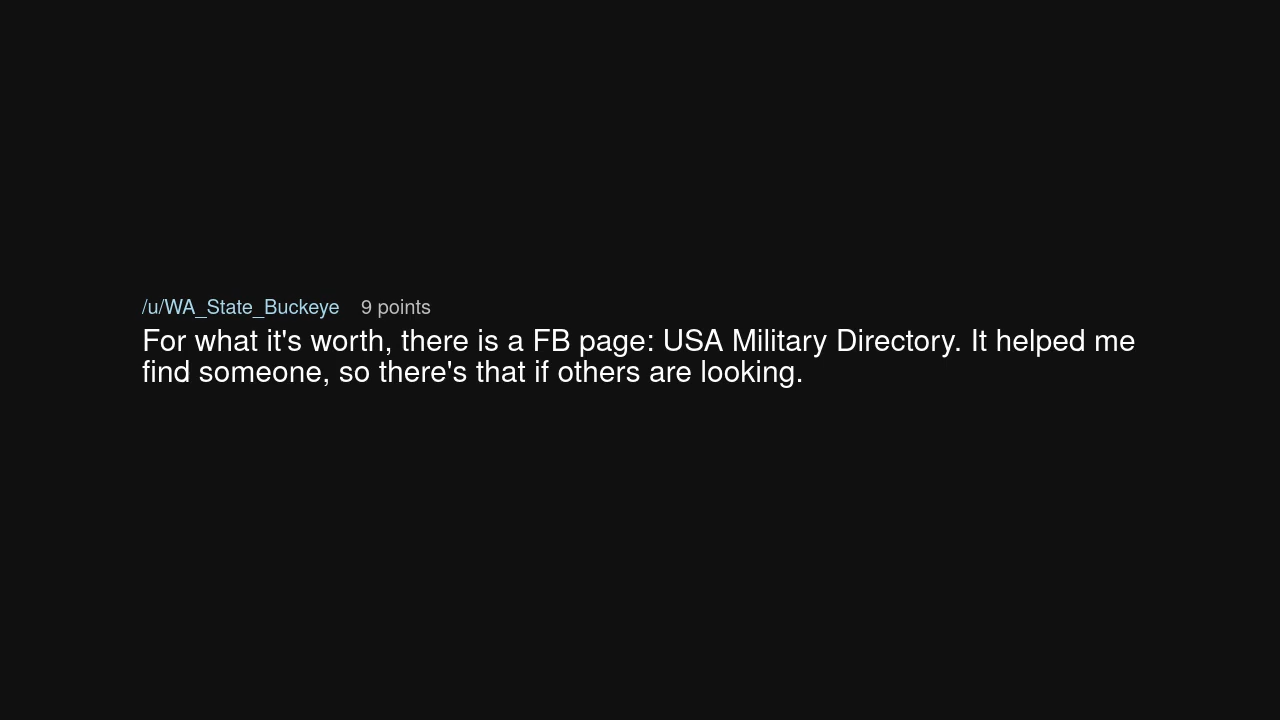 /u/WA_State_Buckeye 9 points
For what it's worth, there is a FB page: USA Military Directory. It helped me
find someone, so there's that if others are looking.